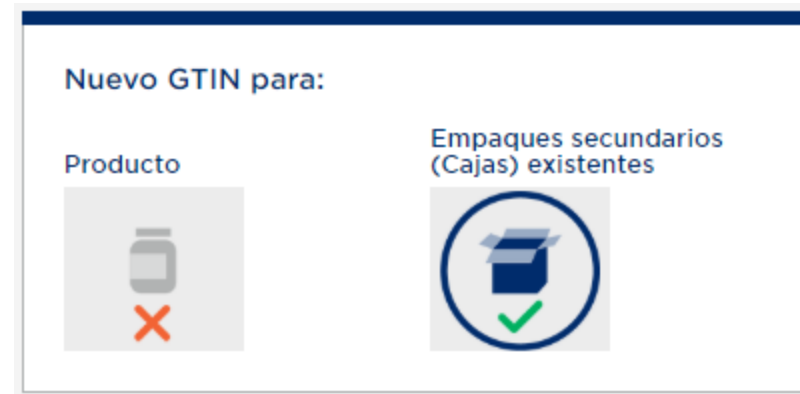 Nuevo GTIN para:
Producto
Empaques secundarios
(Cajas) existentes